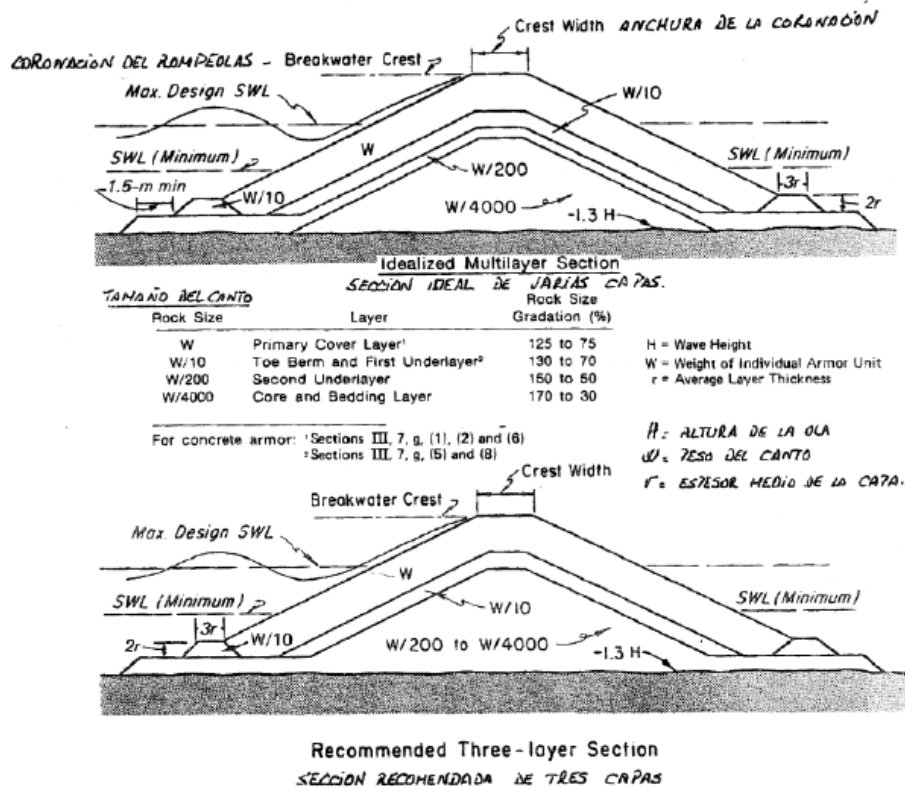 Crest Width ANCHURA DE LA CORONACIÓN
CORONACION DEL ROMPEOLAS - Breakwater Crest
Max. Design SWL
W/10
W
SWL (Minimum)
SWL (Minimum)
W/200
1.5-m min
3r
W/10
W/4000
-1.3 H
2r
Idealized Multilayer Section
SECCION IDEAL DE VARIAS CAPAS.
TAMAÑO DEL CANTO
Rock Size Layer Rock Size Gradation (%)
W Primary Cover Layer¹ 125 to 75 H = Wave Height
W/10 Toe Berm and First Underlayer² 130 to 70 W = Weight of Individual Armor Unit
W/200 Second Underlayer 150 to 50 r = Average Layer Thickness
W/4000 Core and Bedding Layer 170 to 30
For concrete armor: ¹Sections III, 7, g, (1), (2) and (6)
²Sections III, 7, g, (5) and (8)
H = ALTURA DE LA OLA
W = PESO DEL CANTO
r = ESPESOR MEDIO DE LA CAPA.
Crest Width
Breakwater Crest
Max. Design SWL
W
SWL (Minimum)
SWL (Minimum)
3r
W/10
W/10
2r
W/200 to W/4000
-1.3 H
Recommended Three-layer Section
SECCION RECOMENDADA DE TRES CAPAS